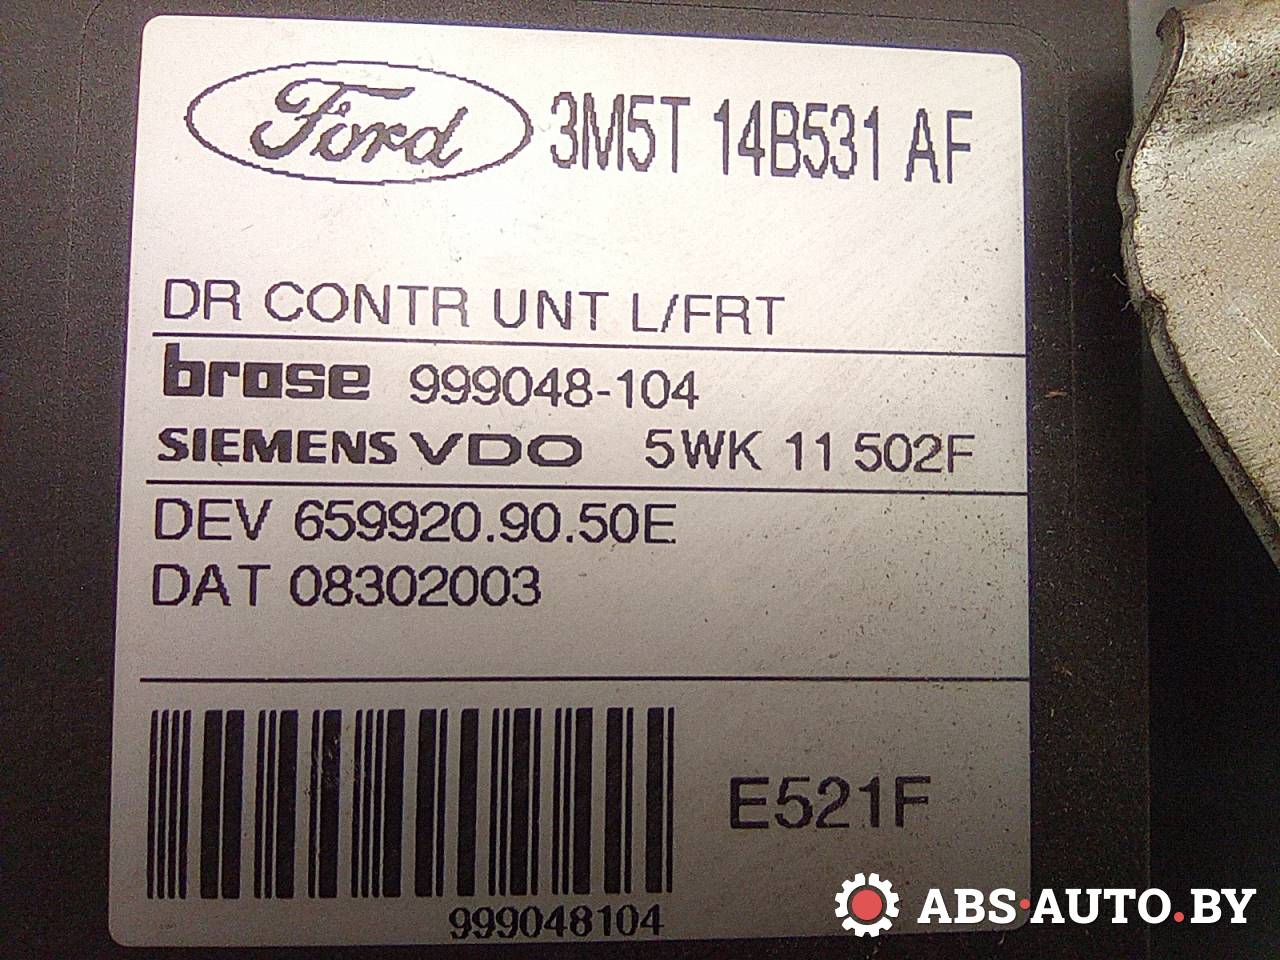 Ford 3M5T 14B531 AF
DR CONTR UNT L/FRT
brose 999048-104
SIEMENS VDO 5WK 11 502F
DEV 659920.90.50E
DAT 08302003
E521F
999048104
ABS·AUTO.BY